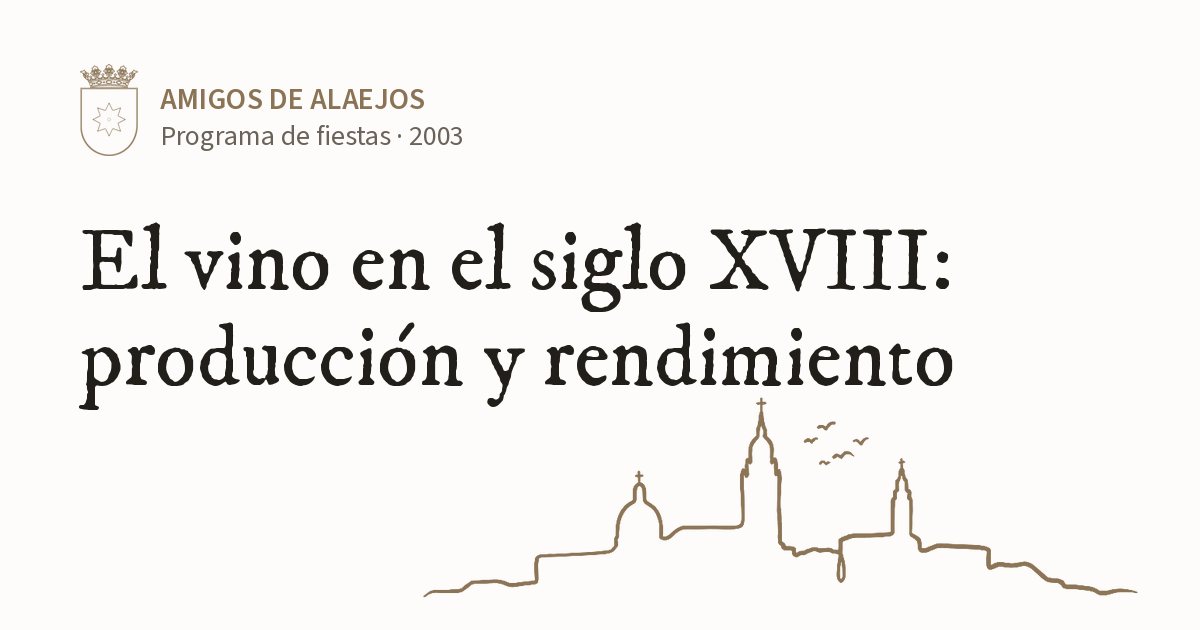 AMIGOS DE ALAEJOS
Programa de fiestas · 2003
El vino en el siglo XVIII:
producción y rendimiento